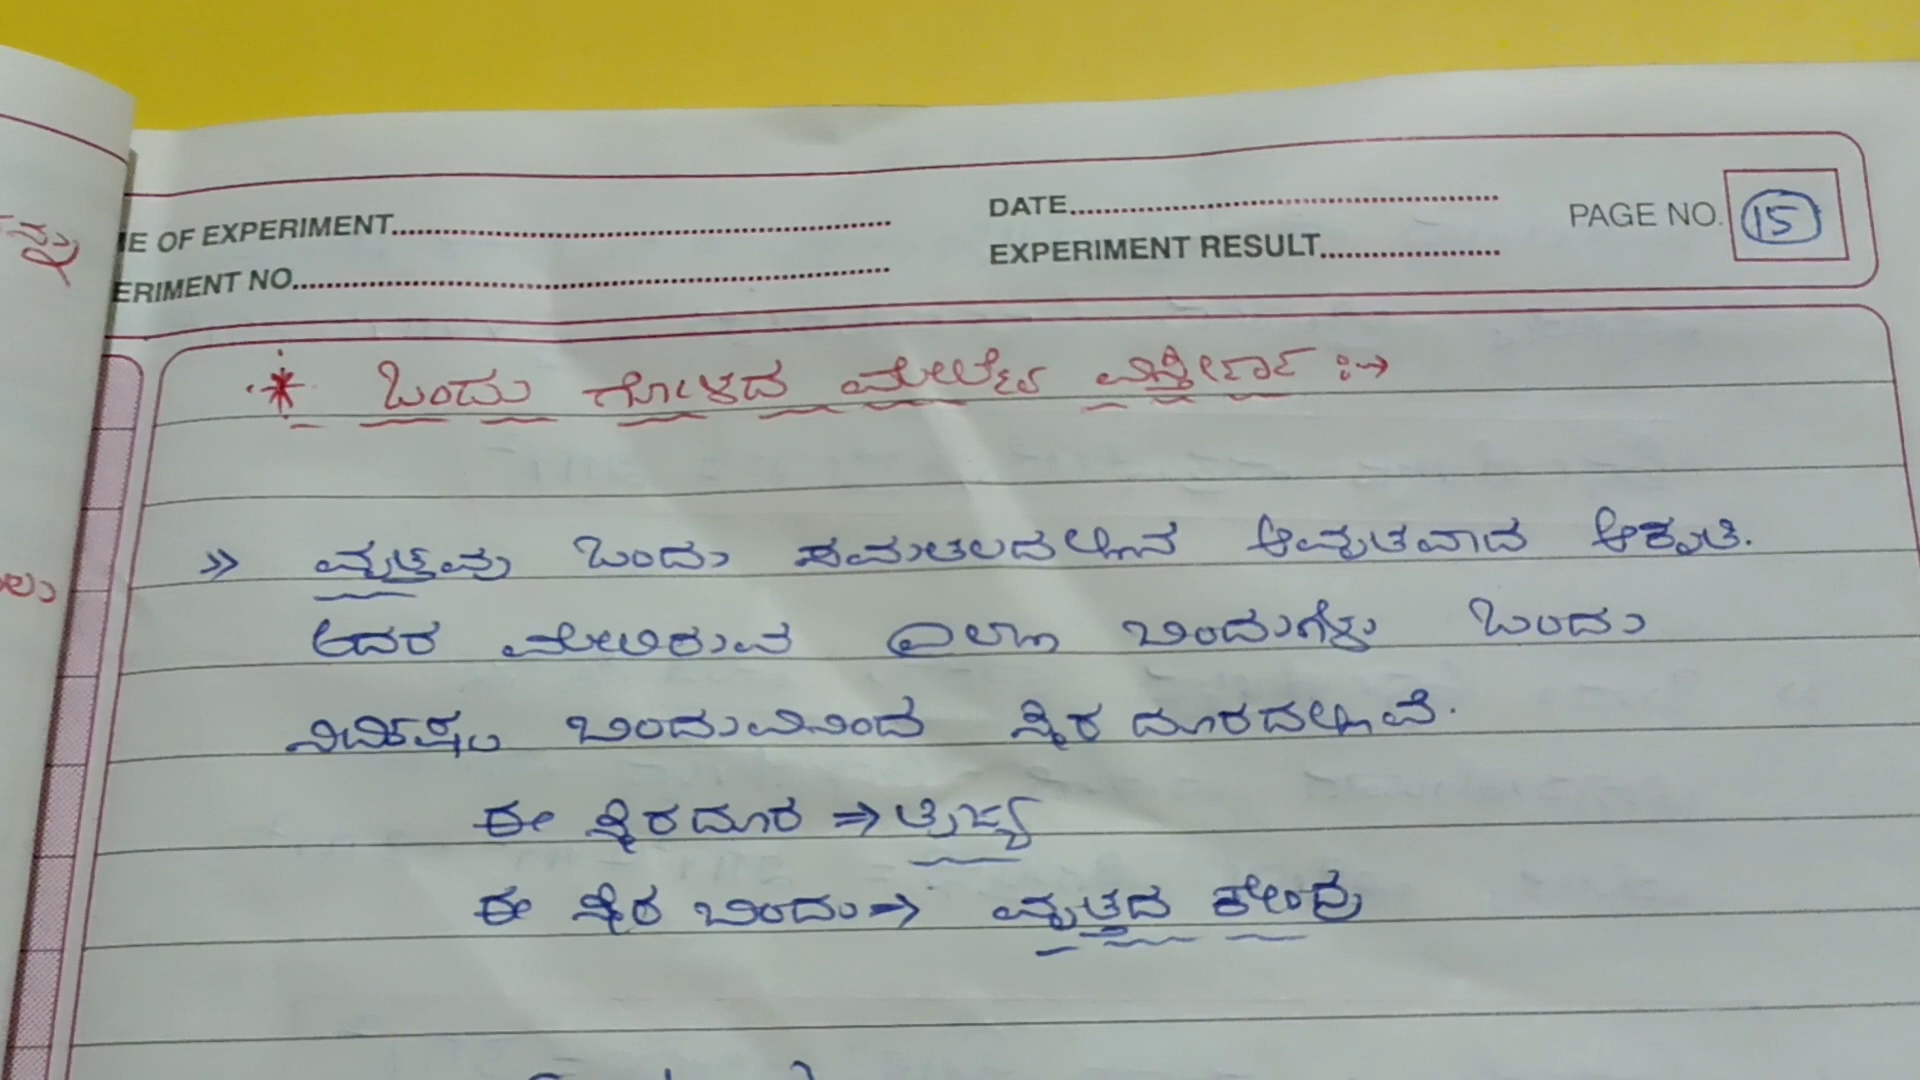 E OF EXPERIMENT
DATE
PAGE NO. 15
ERIMENT NO.
EXPERIMENT RESULT
* ಒಂದು ಗೋಳದ ಮೇಲ್ಮೈ ವಿಸ್ತೀರ್ಣ :→
» ವೃತ್ತವು ಒಂದು ಸಮತಲದಲ್ಲಿನ ಆವೃತವಾದ ಆಕೃತಿ.
ಅದರ ಮೇಲಿರುವ ಎಲ್ಲಾ ಬಿಂದುಗಳು ಒಂದು
ನಿರ್ದಿಷ್ಟ ಬಿಂದುವಿನಿಂದ ಸ್ಥಿರ ದೂರದಲ್ಲಿವೆ.
ಈ ಸ್ಥಿರದೂರ ⇒ ತ್ರಿಜ್ಯ
ಈ ಸ್ಥಿರ ಬಿಂದು ⇒ ವೃತ್ತದ ಕೇಂದ್ರ